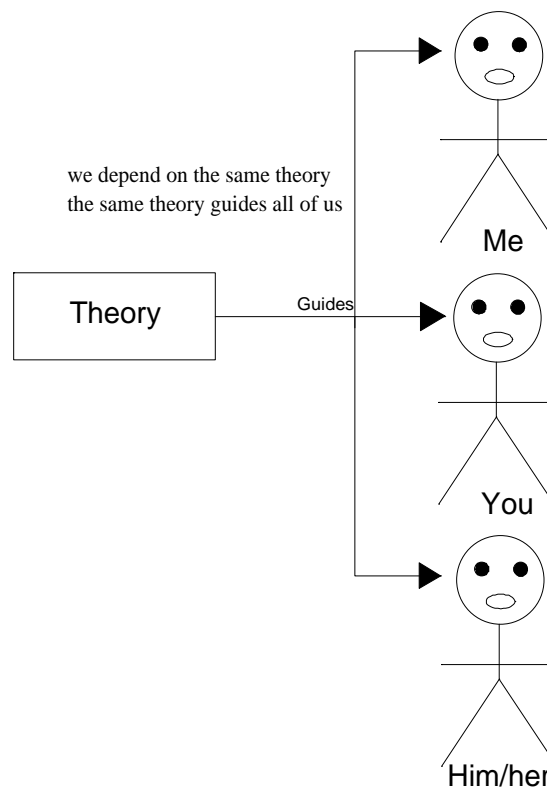 we depend on the same theory
the same theory guides all of us
Me
Theory
Guides
You
Him/her